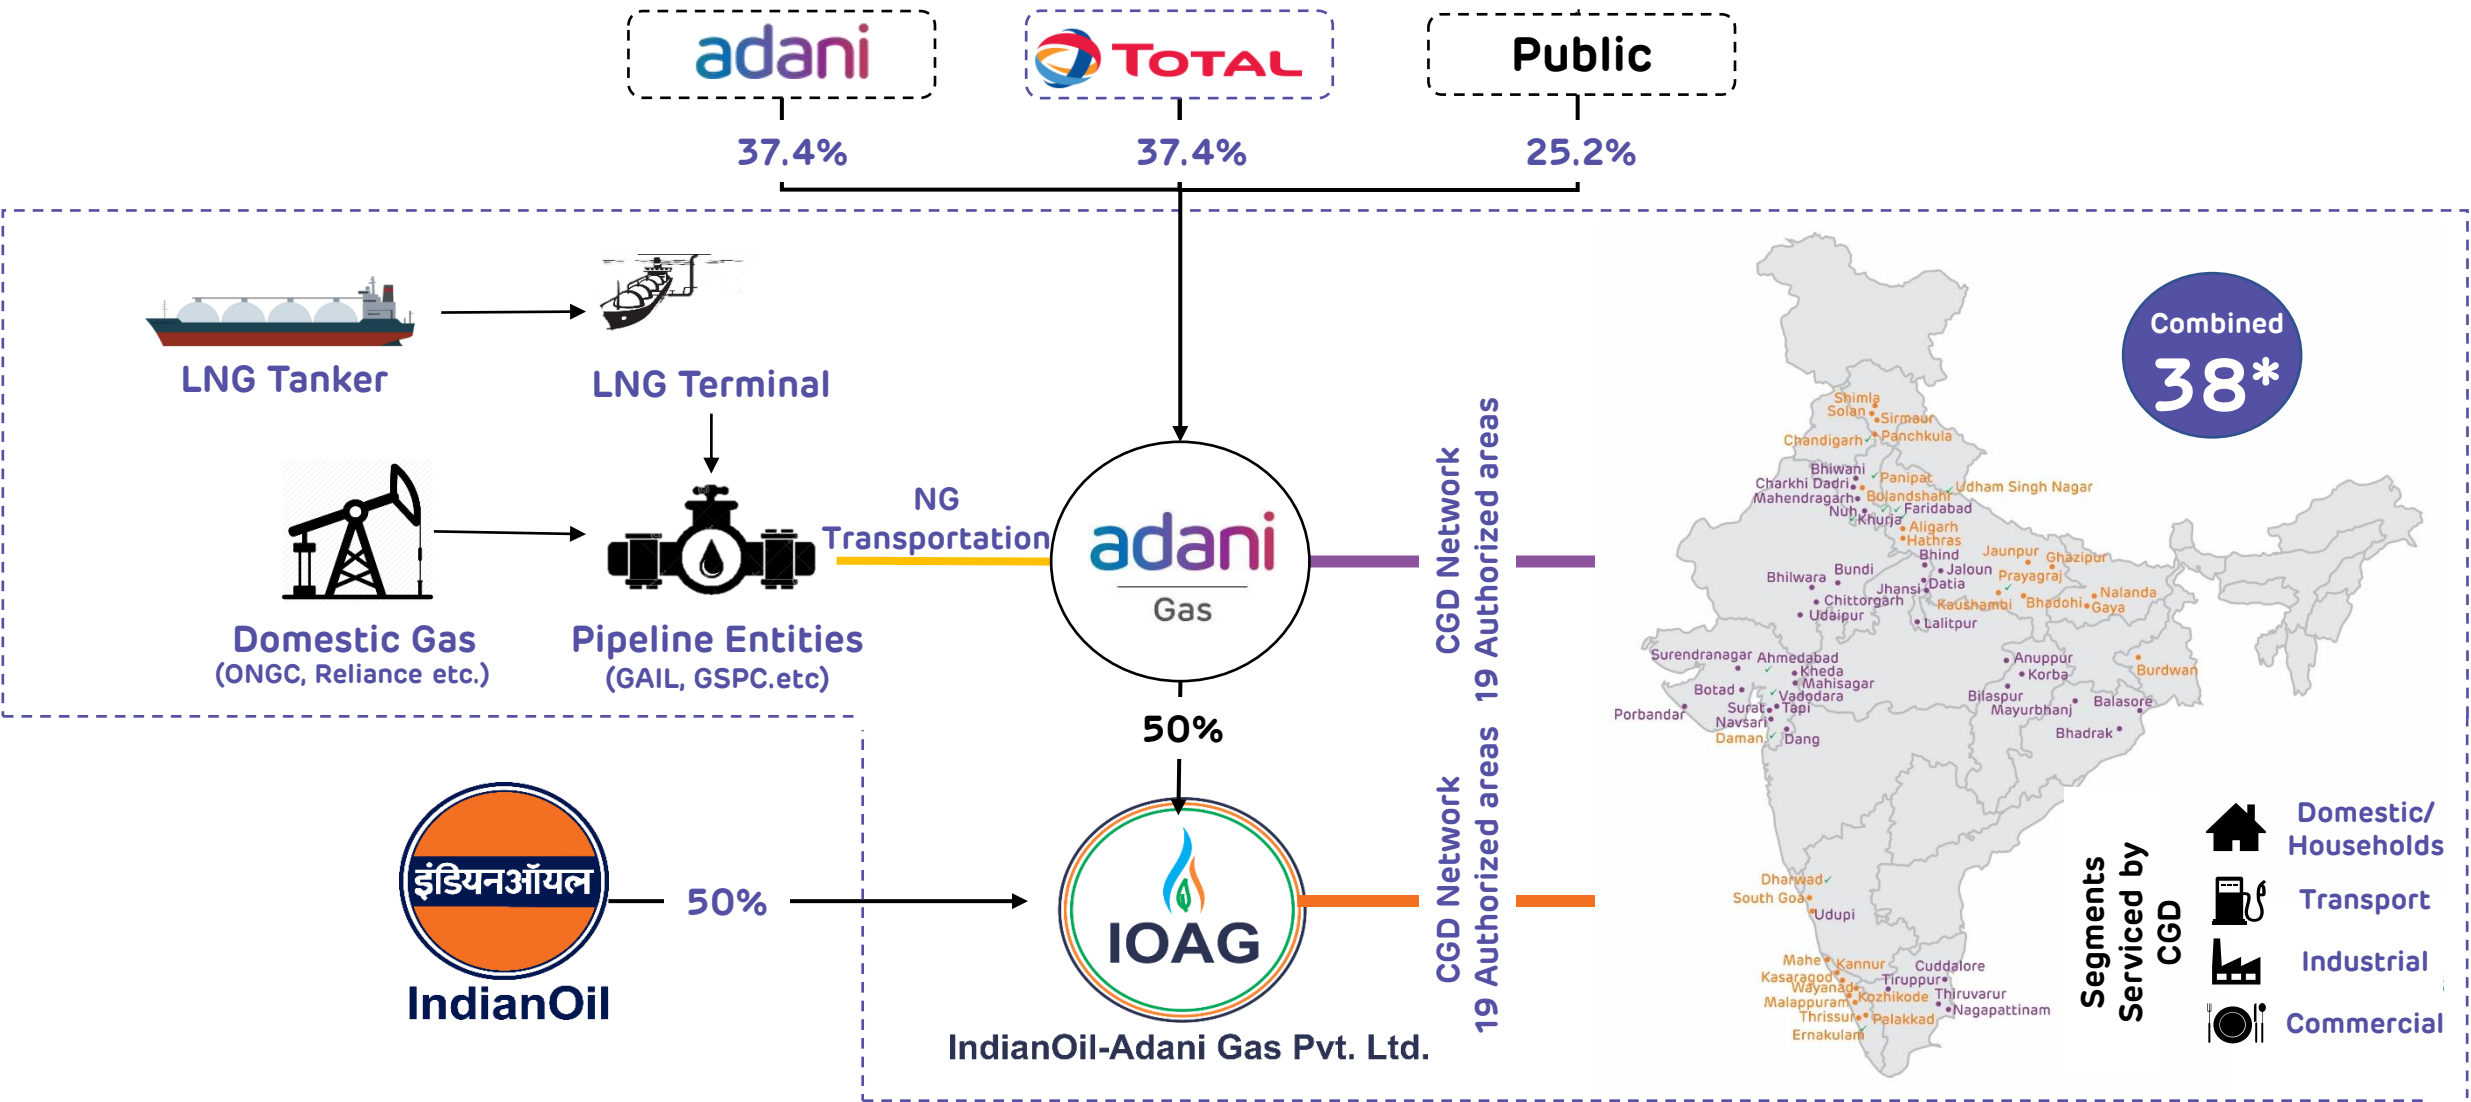 adani
TOTAL
Public
37.4%
37.4%
25.2%
LNG Tanker
LNG Terminal
Domestic Gas
(ONGC, Reliance etc.)
Pipeline Entities
(GAIL, GSPC.etc)
NG
Transportation
adani
Gas
50%
इंडियनऑयल
IndianOil
50%
IOAG
IndianOil-Adani Gas Pvt. Ltd.
CGD Network
19 Authorized areas
CGD Network
19 Authorized areas
Combined
38*
Shimla
Solan
Sirmaur
Chandigarh
Panchkula
Bhiwani
Charkhi Dadri
Panipat
Mahendragarh
Bulandshahr
Udham Singh Nagar
Nuh
Faridabad
Khurja
Aligarh
Hathras
Bhind
Jaunpur
Ghazipur
Bhilwara
Bundi
Jaloun
Jhansi
Datia
Prayagraj
Chittorgarh
Kaushambi
Bhadohi
Nalanda
Gaya
Udaipur
Lalitpur
Surendranagar
Ahmedabad
Kheda
Mahisagar
Anuppur
Korba
Burdwan
Botad
Vadodara
Bilaspur
Porbandar
Surat
Tapi
Mayurbhanj
Balasore
Navsari
Daman
Dang
Bhadrak
Dharwad
South Goa
Udupi
Mahe
Kannur
Kasaragod
Wayanad
Kozhikode
Malappuram
Thrissur
Palakkad
Ernakulam
Cuddalore
Tiruppur
Thiruvarur
Nagapattinam
Segments
Serviced by
CGD
Domestic/
Households
Transport
Industrial
Commercial